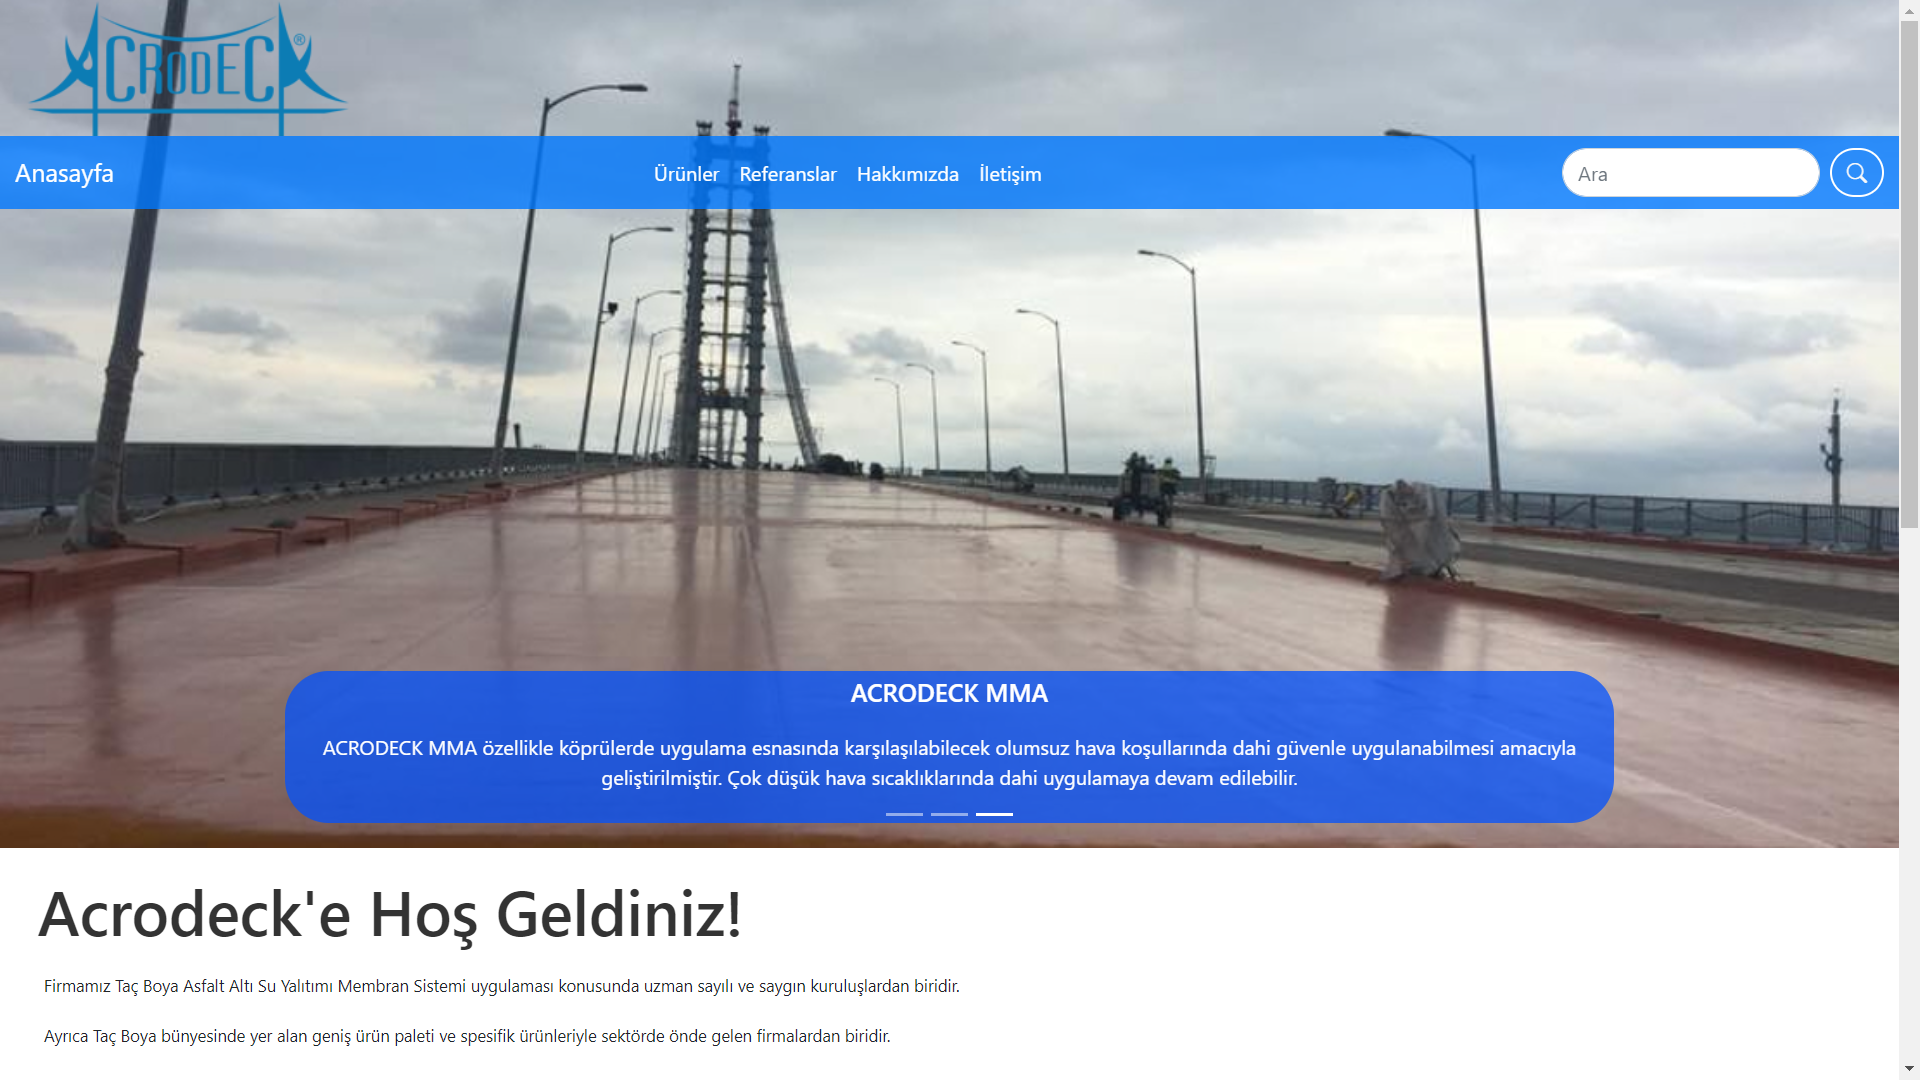 ACRODECK®
Anasayfa
Ürünler Referanslar Hakkımızda İletişim
Ara
ACRODECK MMA
ACRODECK MMA özellikle köprülerde uygulama esnasında karşılaşılabilecek olumsuz hava koşullarında dahi güvenle uygulanabilmesi amacıyla
geliştirilmiştir. Çok düşük hava sıcaklıklarında dahi uygulamaya devam edilebilir.
Acrodeck'e Hoş Geldiniz!
Firmamız Taç Boya Asfalt Altı Su Yalıtımı Membran Sistemi uygulaması konusunda uzman sayılı ve saygın kuruluşlardan biridir.
Ayrıca Taç Boya bünyesinde yer alan geniş ürün paleti ve spesifik ürünleriyle sektörde önde gelen firmalardan biridir.